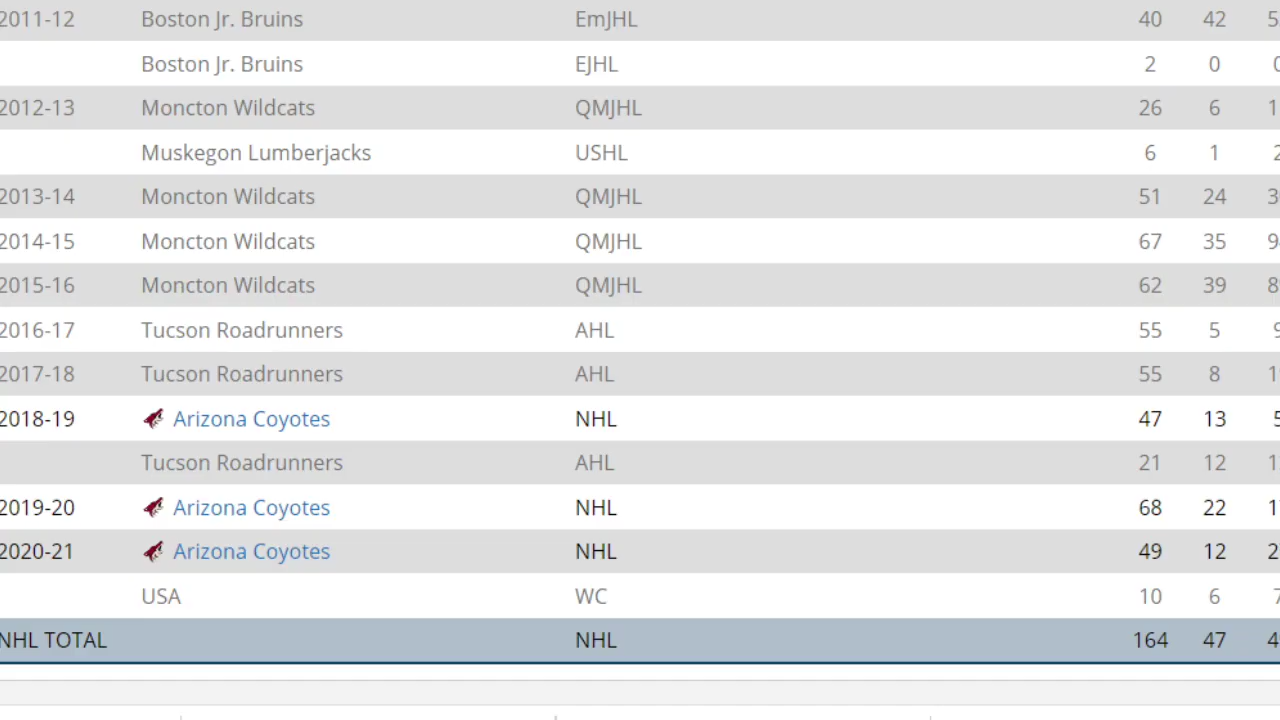 2011-12 Boston Jr. Bruins EmJHL 40 42
Boston Jr. Bruins EJHL 2 0
2012-13 Moncton Wildcats QMJHL 26 6
Muskegon Lumberjacks USHL 6 1
2013-14 Moncton Wildcats QMJHL 51 24
2014-15 Moncton Wildcats QMJHL 67 35
2015-16 Moncton Wildcats QMJHL 62 39
2016-17 Tucson Roadrunners AHL 55 5
2017-18 Tucson Roadrunners AHL 55 8
2018-19 Arizona Coyotes NHL 47 13
Tucson Roadrunners AHL 21 12
2019-20 Arizona Coyotes NHL 68 22
2020-21 Arizona Coyotes NHL 49 12
USA WC 10 6
NHL TOTAL NHL 164 47